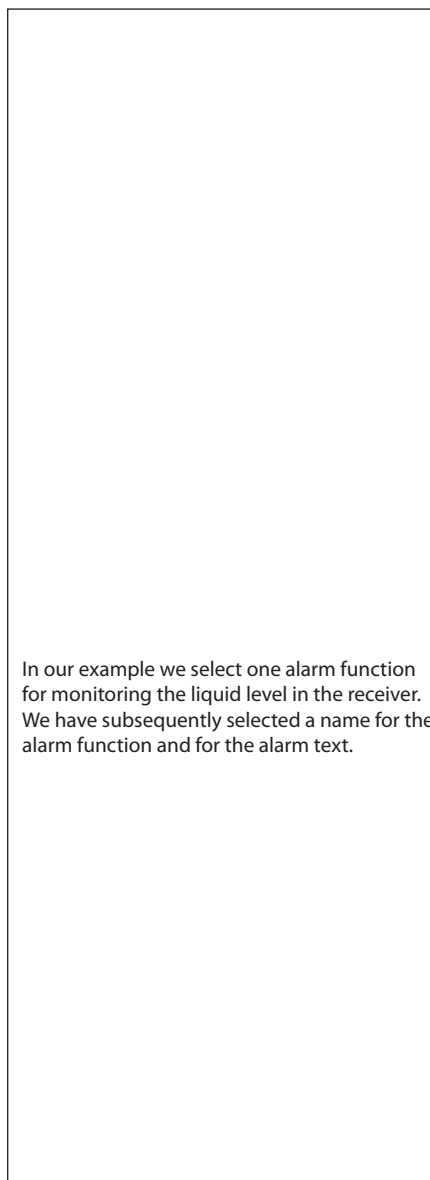 In our example we select one alarm function
for monitoring the liquid level in the receiver.
We have subsequently selected a name for the
alarm function and for the alarm text.